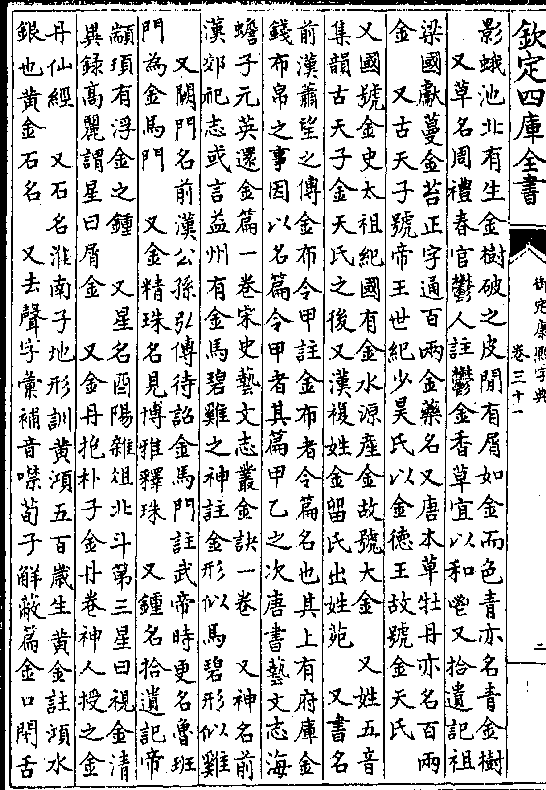 欽定四庫全書
御定康熙字典
卷三十一
二
影蛾池北有生金樹破之皮間有屑如金而色青亦名青金樹
又草名周禮春官鬱人註鬱金香草宜以和鬯又拾遺記祖
梁國獻蔓金苔正字通百兩金藥名又唐本草牡丹亦名百兩
金　又古天子號帝王世紀少昊氏以金德王故號金天氏
又國號金史太祖紀國有金水源產金故號大金　又姓五音
集韻古天子金天氏之後又漢複姓金留氏出姓苑　又書名
前漢蕭望之傳金布令甲註金布者令篇名也其上有府庫金
錢布帛之事因以名篇令甲者其篇甲乙之次唐書藝文志海
蟾子元英還金篇一卷宋史藝文志叢金訣一卷　又神名前
漢郊祀志或言益州有金馬碧雞之神註金形似馬碧形似雞
又闕門名前漢公孫弘傳待詔金馬門註武帝時更名魯班
門為金馬門　又金精珠名見博雅釋珠　又鍾名拾遺記帝
顓頊有浮金之鍾　又星名酉陽雜俎北斗第三星曰視金清
異錄高麗謂星曰屑金　又金丹抱朴子金丹卷神人授之金
丹仙經　又石名淮南子地形訓黄澒五百歲生黄金註澒水
銀也黄金石名　又去聲字彙補音噤荀子解蔽篇金口閉舌